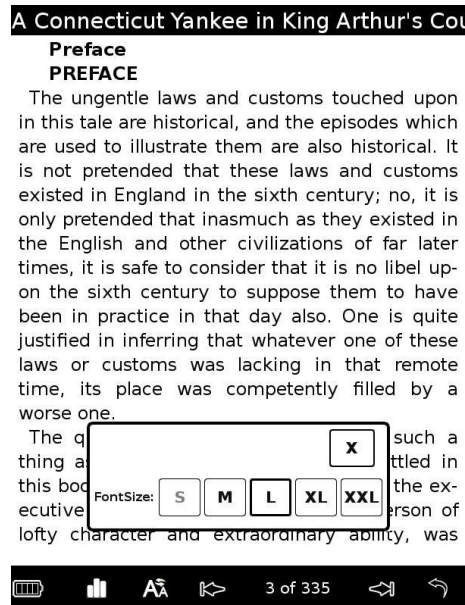 A Connecticut Yankee in King Arthur's Cou
Preface
PREFACE
The ungentle laws and customs touched upon
in this tale are historical, and the episodes which
are used to illustrate them are also historical. It
is not pretended that these laws and customs
existed in England in the sixth century; no, it is
only pretended that inasmuch as they existed in
the English and other civilizations of far later
times, it is safe to consider that it is no libel up-
on the sixth century to suppose them to have
been in practice in that day also. One is quite
justified in inferring that whatever one of these
laws or customs was lacking in that remote
time, its place was competently filled by a
worse one.
The q such a
X
thing as ttled in
this boo the ex-
FontSize: S M L XL XXL
ecutive erson of
lofty character and extraordinary ability, was
AA 3 of 335